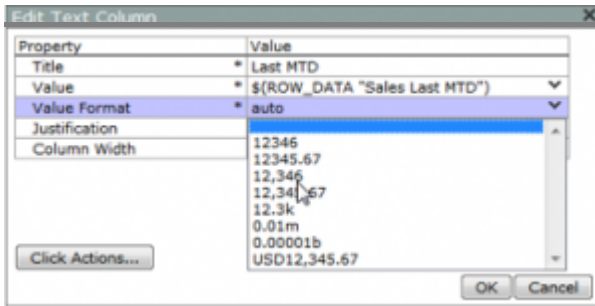 Edit Text Column
Property Value
Title * Last MTD
Value * $(ROW_DATA "Sales Last MTD")
Value Format * auto
Justification
Column Width
12346
12345.67
12,346
12,345.67
12.3k
0.01m
0.00001b
USD12,345.67
Click Actions...
OK Cancel